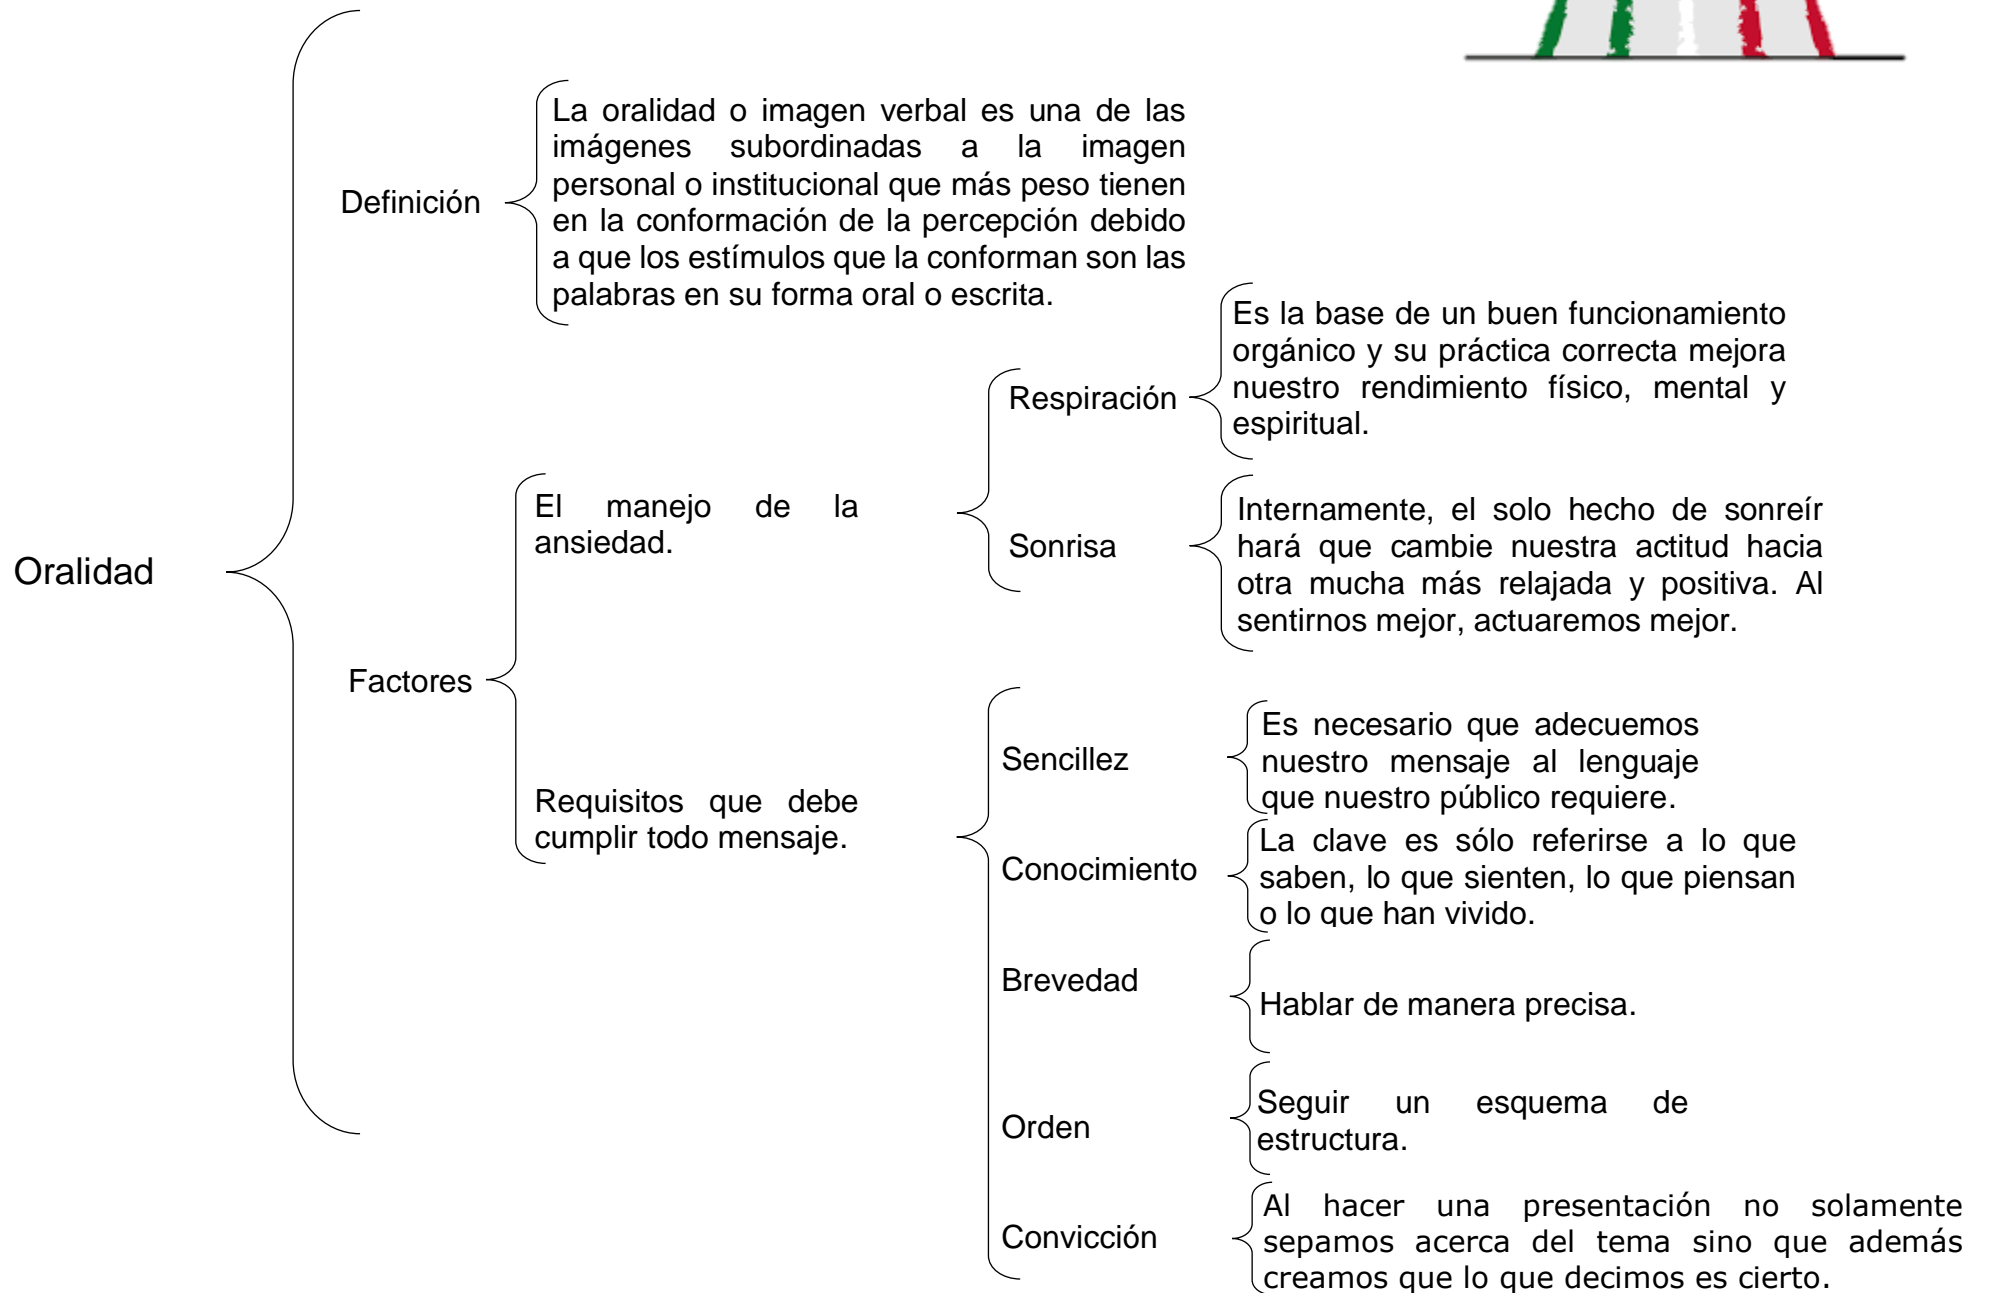 Oralidad
Definición
La oralidad o imagen verbal es una de las
imágenes subordinadas a la imagen
personal o institucional que más peso tienen
en la conformación de la percepción debido
a que los estímulos que la conforman son las
palabras en su forma oral o escrita.
Factores
El manejo de la
ansiedad.
Respiración
Es la base de un buen funcionamiento
orgánico y su práctica correcta mejora
nuestro rendimiento físico, mental y
espiritual.
Sonrisa
Internamente, el solo hecho de sonreír
hará que cambie nuestra actitud hacia
otra mucha más relajada y positiva. Al
sentirnos mejor, actuaremos mejor.
Requisitos que debe
cumplir todo mensaje.
Sencillez
Es necesario que adecuemos
nuestro mensaje al lenguaje
que nuestro público requiere.
Conocimiento
La clave es sólo referirse a lo que
saben, lo que sienten, lo que piensan
o lo que han vivido.
Brevedad
Hablar de manera precisa.
Orden
Seguir un esquema de
estructura.
Convicción
Al hacer una presentación no solamente
sepamos acerca del tema sino que además
creamos que lo que decimos es cierto.